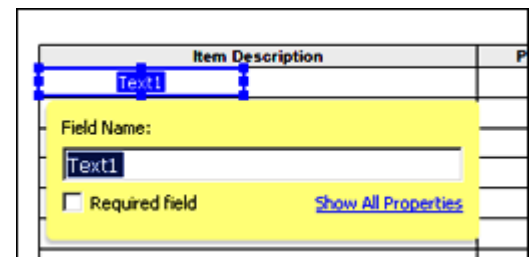 Item Description P
Text1
Field Name:
Text1
Required field Show All Properties